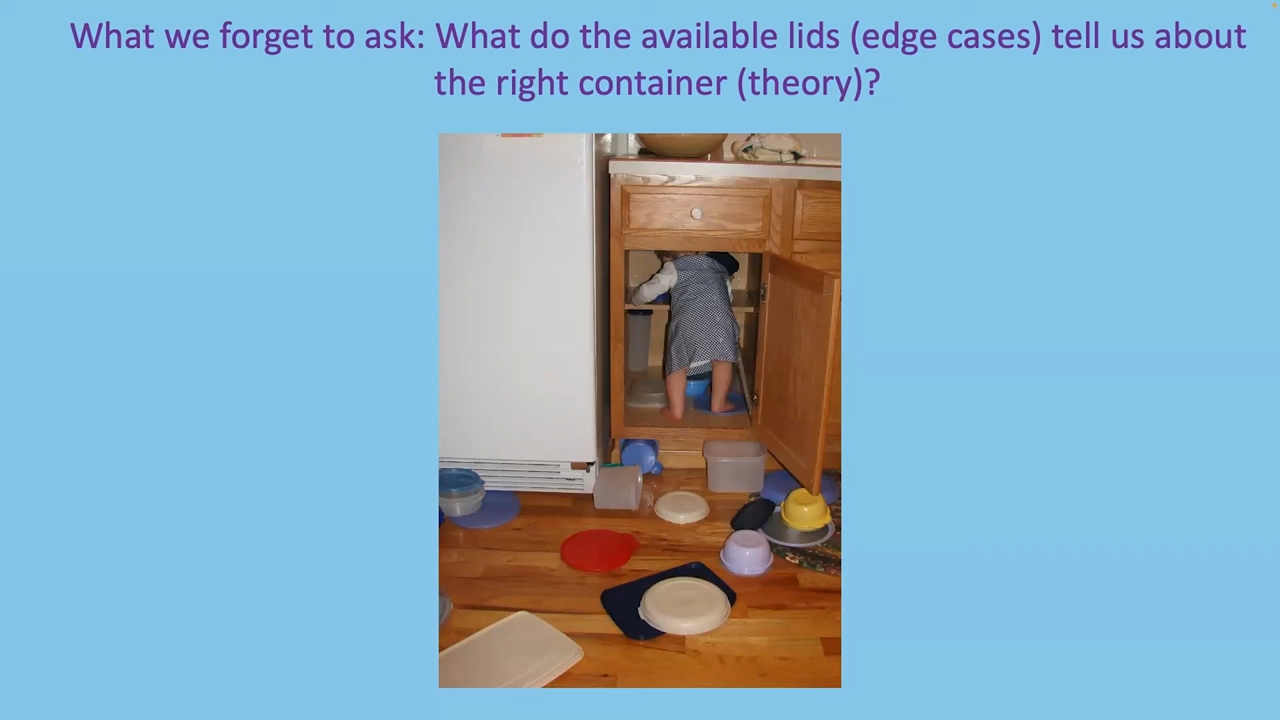 What we forget to ask: What do the available lids (edge cases) tell us about
the right container (theory)?